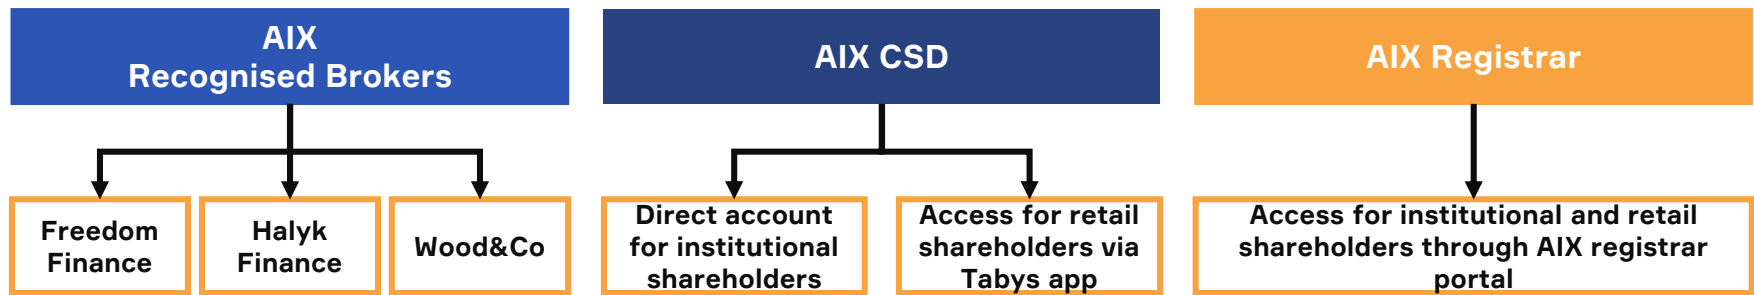 AIX
Recognised Brokers
AIX CSD
AIX Registrar
Freedom
Finance
Halyk
Finance
Wood&Co
Direct account
for institutional
shareholders
Access for retail
shareholders via
Tabys app
Access for institutional and retail
shareholders through AIX registrar
portal